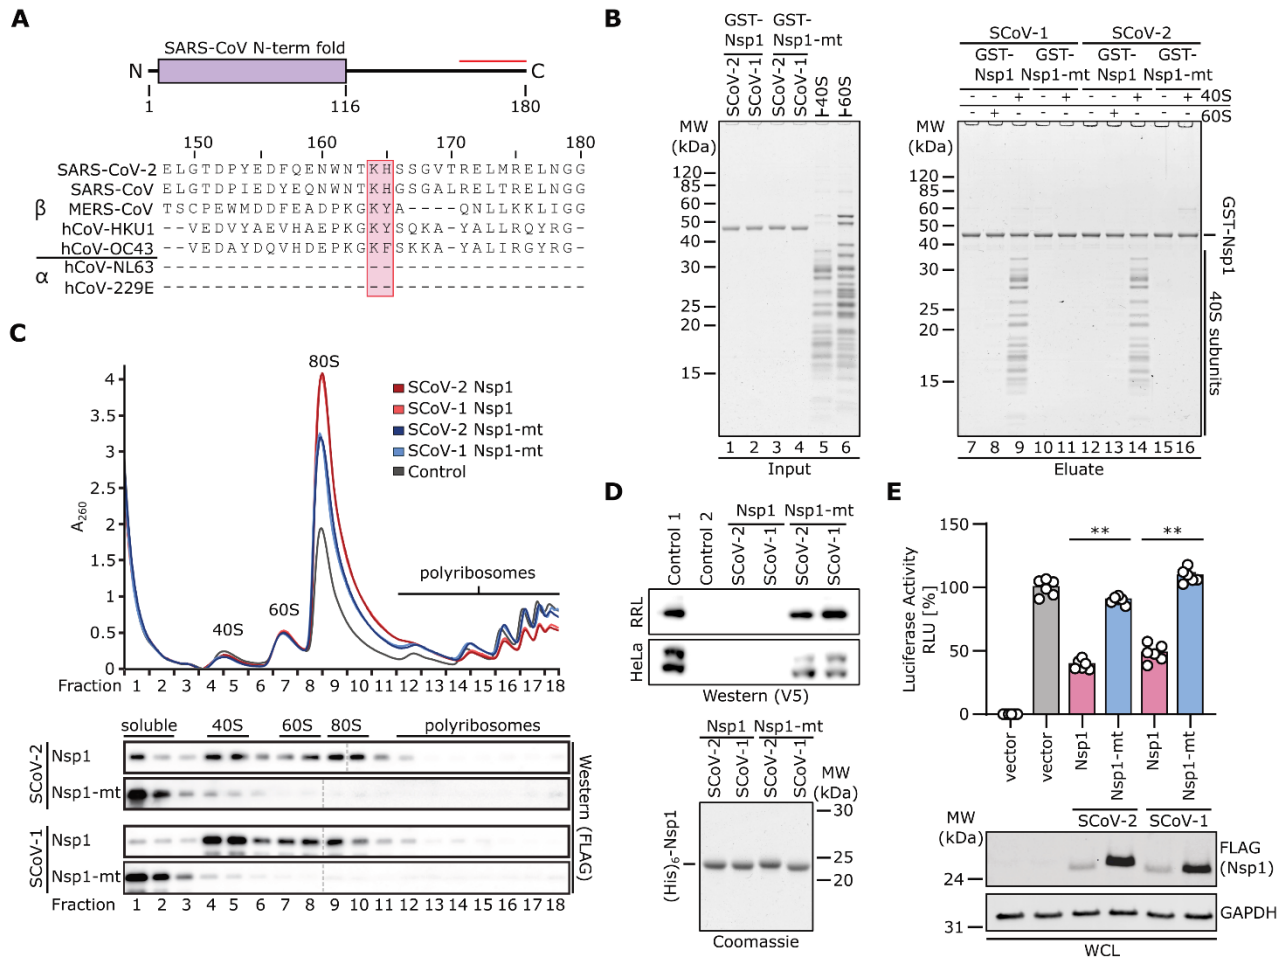 A
SARS-CoV N-term fold
N C
1 116 180
150 160 170 180
SARS-CoV-2 ELGTDPYEDFQENWNTKHSSGVTRELMRELNGG
SARS-CoV ELGTDPIEDYEQNWNTKHGSGALRELTRELNGG
MERS-CoV TSCPEWMDDFEADPKGKYA----QNLLKKLIGG
hCoV-HKU1 --VEDVYAEVHAEPKGKYSQKA-YALLRQYRG-
hCoV-OC43 --VEDAYDQVHDEPKGKFSKKA-YALIRGYRG-
hCoV-NL63 ---------------------------------
hCoV-229E ---------------------------------
β
α
B
GST-Nsp1
GST-Nsp1-mt
SCoV-2 SCoV-1 SCoV-2 SCoV-1 40S 60S
MW (kDa)
120
85
60
50
40
30
25
20
15
1 2 3 4 5 6
Input
SCoV-1 SCoV-2
GST-Nsp1 GST-Nsp1-mt GST-Nsp1 GST-Nsp1-mt
- - + - + - - + - + 40S
- + - - - - + - - - 60S
MW (kDa)
120
85
60
50
40
30
25
20
15
GST-Nsp1
40S subunits
7 8 9 10 11 12 13 14 15 16
Eluate
C
80S
SCoV-2 Nsp1
SCoV-1 Nsp1
SCoV-2 Nsp1-mt
SCoV-1 Nsp1-mt
Control
A260
4
3.5
3
2.5
2
1.5
1
0.5
0
40S
60S
polyribosomes
Fraction 1 2 3 4 5 6 7 8 9 10 11 12 13 14 15 16 17 18
soluble 40S 60S 80S polyribosomes
SCoV-2
Nsp1
Nsp1-mt
SCoV-1
Nsp1
Nsp1-mt
Western (FLAG)
Fraction 1 2 3 4 5 6 7 8 9 10 11 12 13 14 15 16 17 18
D
Nsp1 Nsp1-mt
Control 1 Control 2 SCoV-2 SCoV-1 SCoV-2 SCoV-1
RRL
HeLa
Western (V5)
Nsp1 Nsp1-mt
SCoV-2 SCoV-1 SCoV-2 SCoV-1
MW (kDa)
30
25
20
(His)6-Nsp1
Coomassie
E
Luciferase Activity
RLU [%]
150
100
50
0
** **
vector vector Nsp1 Nsp1-mt Nsp1 Nsp1-mt
SCoV-2 SCoV-1
MW (kDa)
24
31
FLAG (Nsp1)
GAPDH
WCL